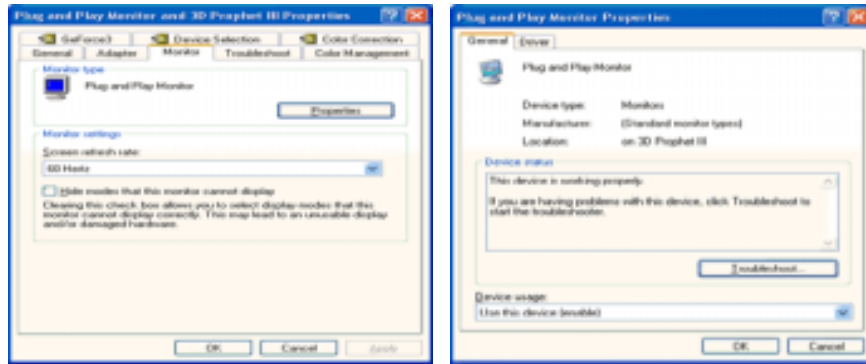 Plug and Play Monitor and 3D Prophet III Properties
GeForce3
Device Selection
Color Correction
General
Adapter
Monitor
Troubleshoot
Color Management
Monitor type
Plug and Play Monitor
Properties
Monitor settings
Screen refresh rate:
60 Hertz
Hide modes that this monitor cannot display
Clearing this check box allows you to select display modes that this
monitor cannot display correctly. This may lead to an unusable display
and/or damaged hardware.
OK
Cancel
Apply
Plug and Play Monitor Properties
General
Driver
Plug and Play Monitor
Device type: Monitors
Manufacturer: (Standard monitor types)
Location: on 3D Prophet III
Device status
This device is working properly.
If you are having problems with this device, click Troubleshoot to
start the troubleshooter.
Troubleshoot...
Device usage:
Use this device (enable)
OK
Cancel